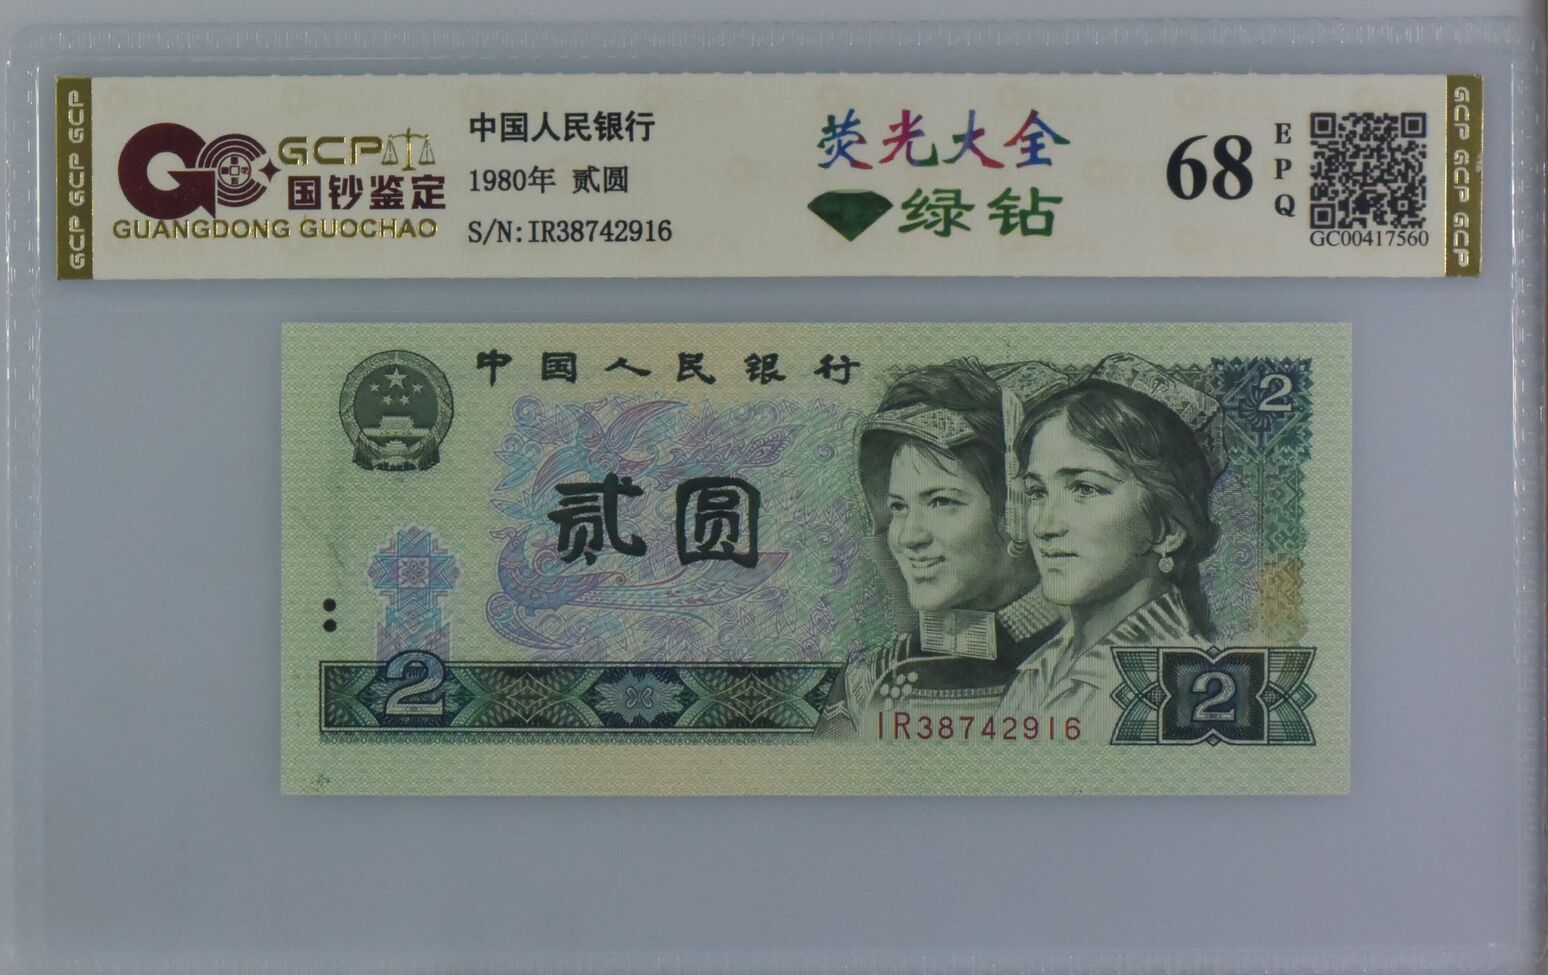 GCP GCP GCP
GCP
国钞鉴定
GUANGDONG GUOCHAO
中国人民银行
1980年 贰圆
S/N:IR38742916
荧光大全
绿钻
68
EPQ
GC00417560
GCP GCP GCP
中国人民银行
2
贰圆
2
2
IR38742916